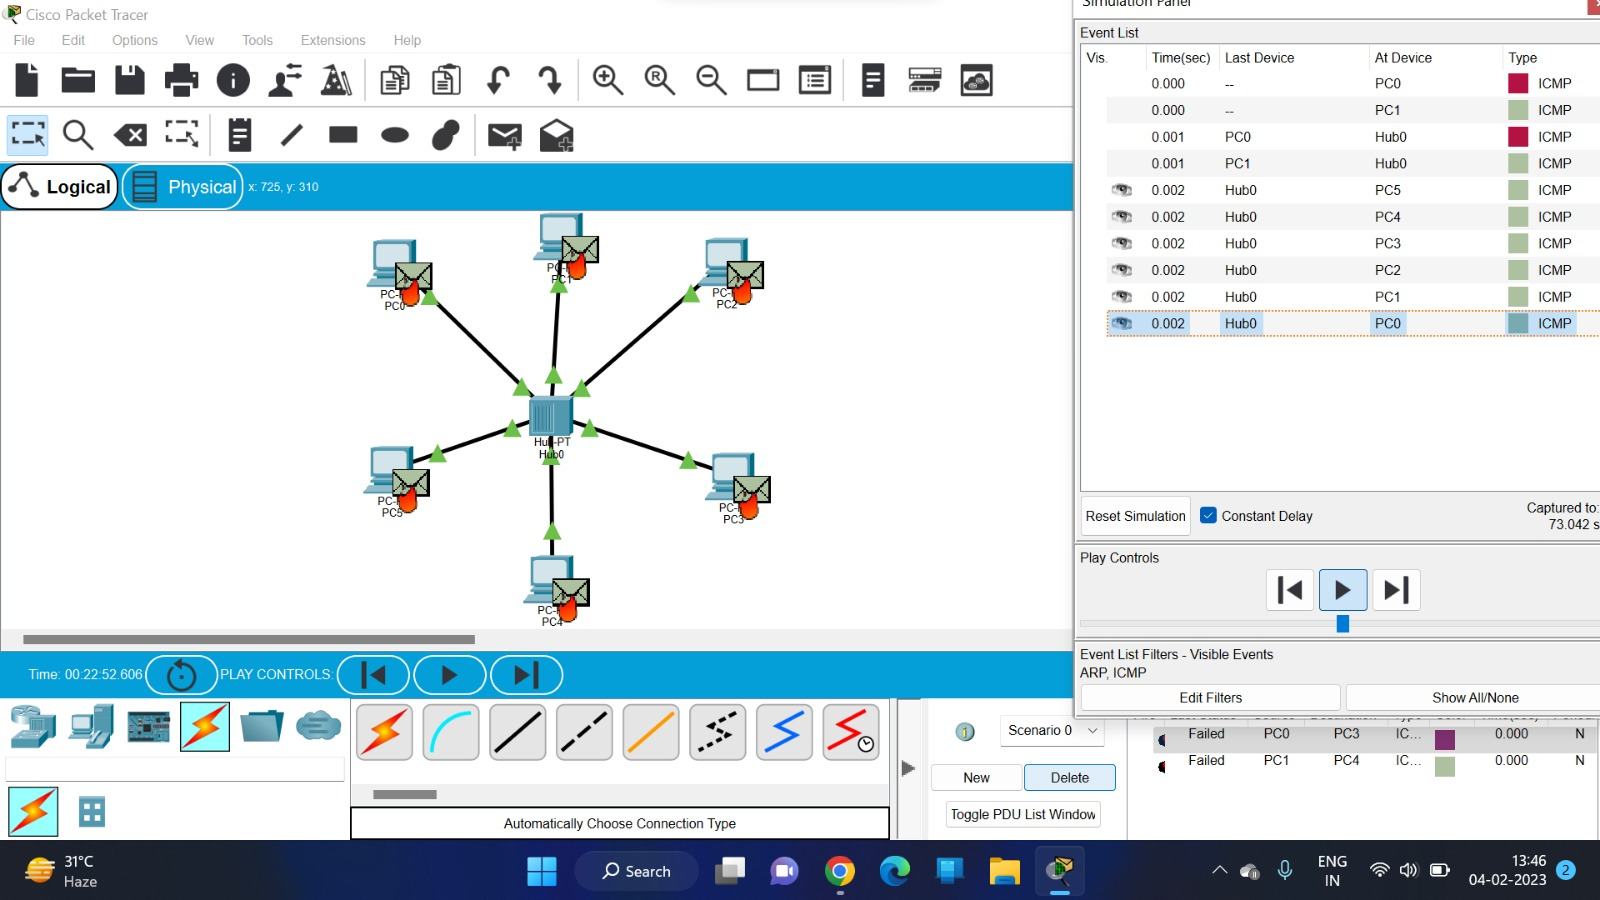 Cisco Packet Tracer
File Edit Options View Tools Extensions Help
Logical
Physical
x: 725, y: 310
PC0
PC1
PC2
Hub0
PC5
PC3
PC4
Time: 00:22:52.606
PLAY CONTROLS:
Automatically Choose Connection Type
Scenario 0
New
Delete
Toggle PDU List Window
Simulation Panel
Event List
Vis. Time(sec) Last Device At Device Type
0.000 -- PC0 ICMP
0.000 -- PC1 ICMP
0.001 PC0 Hub0 ICMP
0.001 PC1 Hub0 ICMP
0.002 Hub0 PC5 ICMP
0.002 Hub0 PC4 ICMP
0.002 Hub0 PC3 ICMP
0.002 Hub0 PC2 ICMP
0.002 Hub0 PC1 ICMP
0.002 Hub0 PC0 ICMP
Reset Simulation
Constant Delay
Captured to:
73.042 s
Play Controls
Event List Filters - Visible Events
ARP, ICMP
Edit Filters
Show All/None
Failed PC0 PC3 IC... 0.000 N
Failed PC1 PC4 IC... 0.000 N
31°C
Haze
Search
ENG
IN
13:46
04-02-2023
2